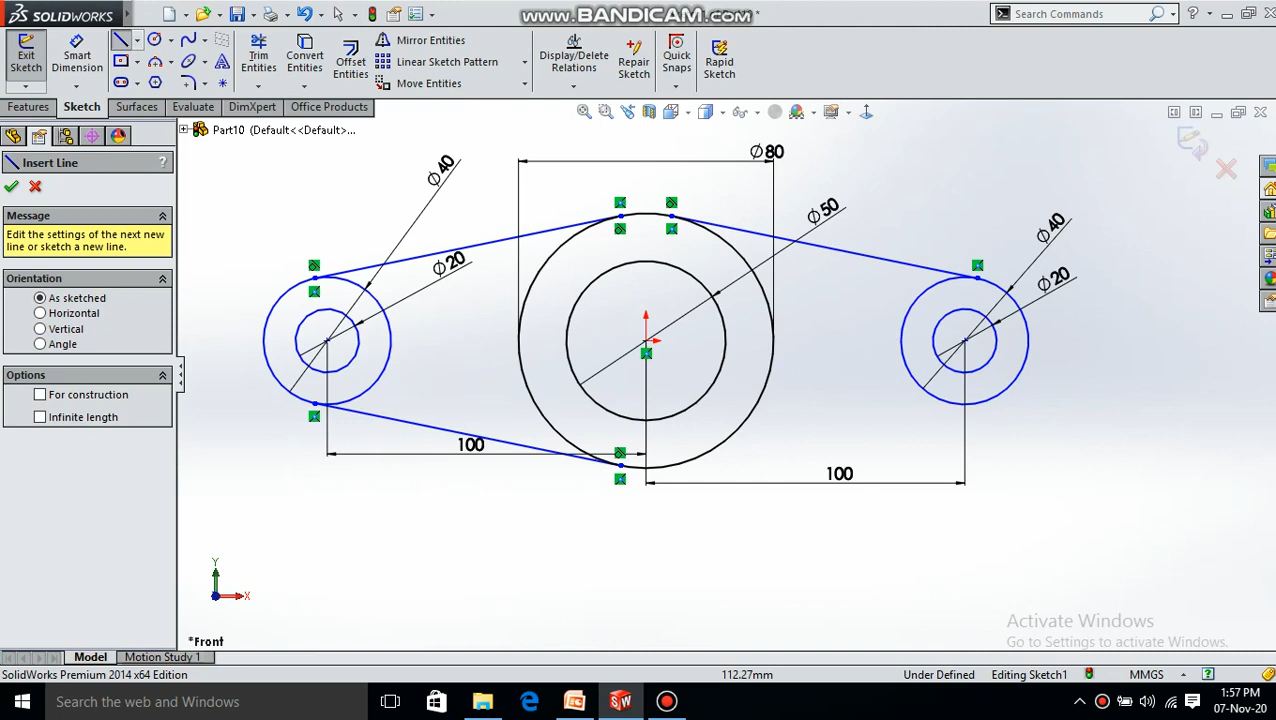 SOLIDWORKS
www.BANDICAM.com
Search Commands
Exit Sketch
Smart Dimension
Trim Entities
Convert Entities
Offset Entities
Mirror Entities
Linear Sketch Pattern
Move Entities
Display/Delete Relations
Repair Sketch
Quick Snaps
Rapid Sketch
Features
Sketch
Surfaces
Evaluate
DimXpert
Office Products
Part10 (Default<<Default>...
Insert Line
?
Message
Edit the settings of the next new
line or sketch a new line.
Orientation
As sketched
Horizontal
Vertical
Angle
Options
For construction
Infinite length
Ø40
Ø20
Ø80
Ø50
Ø40
Ø20
100
100
Y
X
*Front
Activate Windows
Go to Settings to activate Windows.
Model
Motion Study 1
SolidWorks Premium 2014 x64 Edition
112.27mm
Under Defined
Editing Sketch1
MMGS
Search the web and Windows
1:57 PM
07-Nov-20